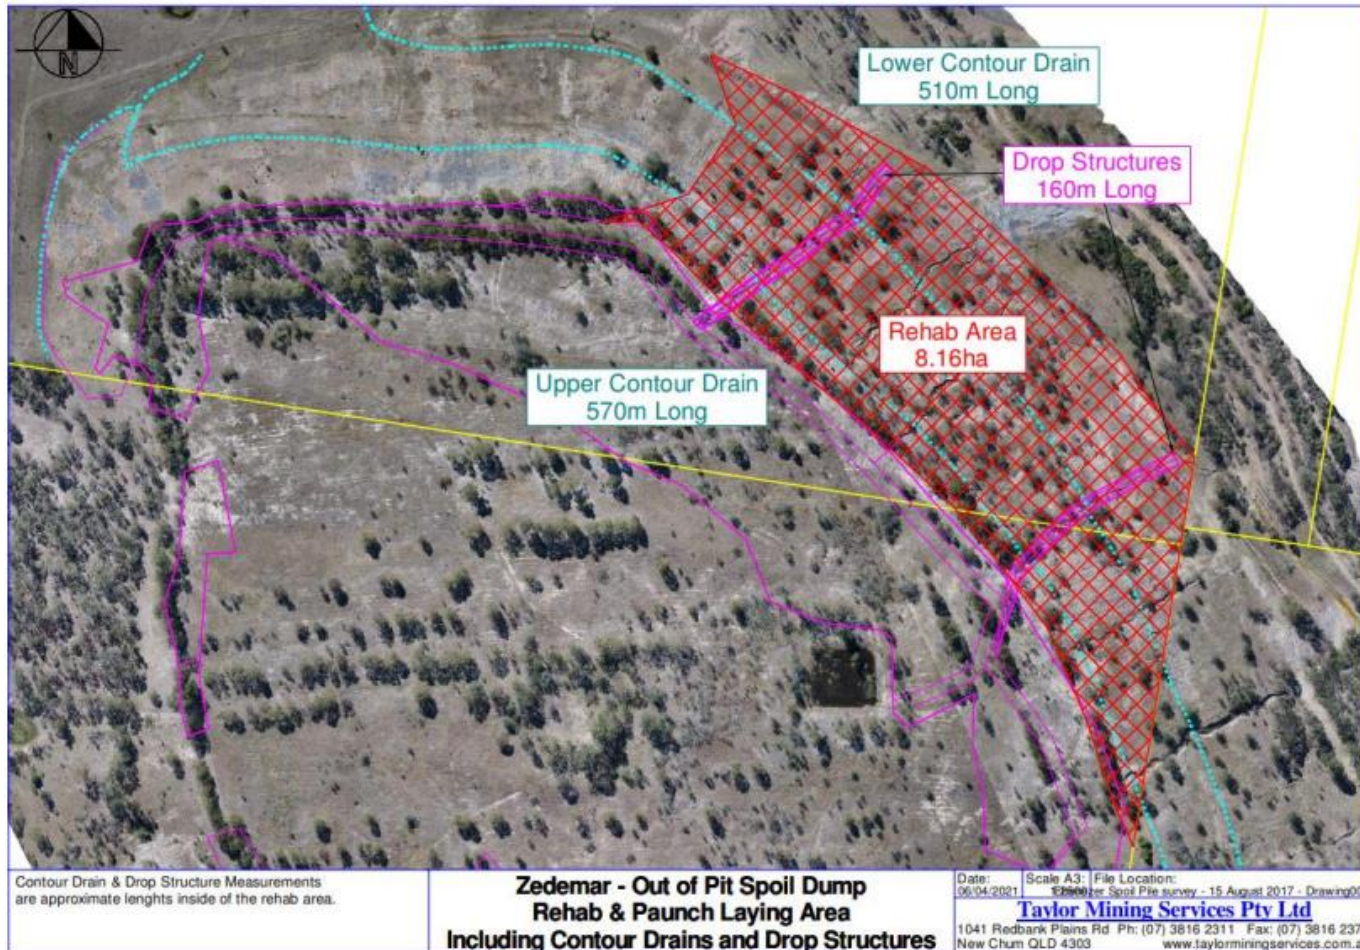 N
Lower Contour Drain
510m Long
Drop Structures
160m Long
Rehab Area
8.16ha
Upper Contour Drain
570m Long
Contour Drain & Drop Structure Measurements
are approximate lenghts inside of the rehab area.
Zedemar - Out of Pit Spoil Dump
Rehab & Paunch Laying Area
Including Contour Drains and Drop Structures
Date:
06/04/2021
Scale A3:
File Location:
Spoil Pile survey - 15 August 2017 -
Taylor Mining Services Pty Ltd
1041 Redbank Plains Rd Ph: (07) 3816 2311 Fax: (07) 3816 237
New Chum QLD 4303
www.taylorminingservices.com